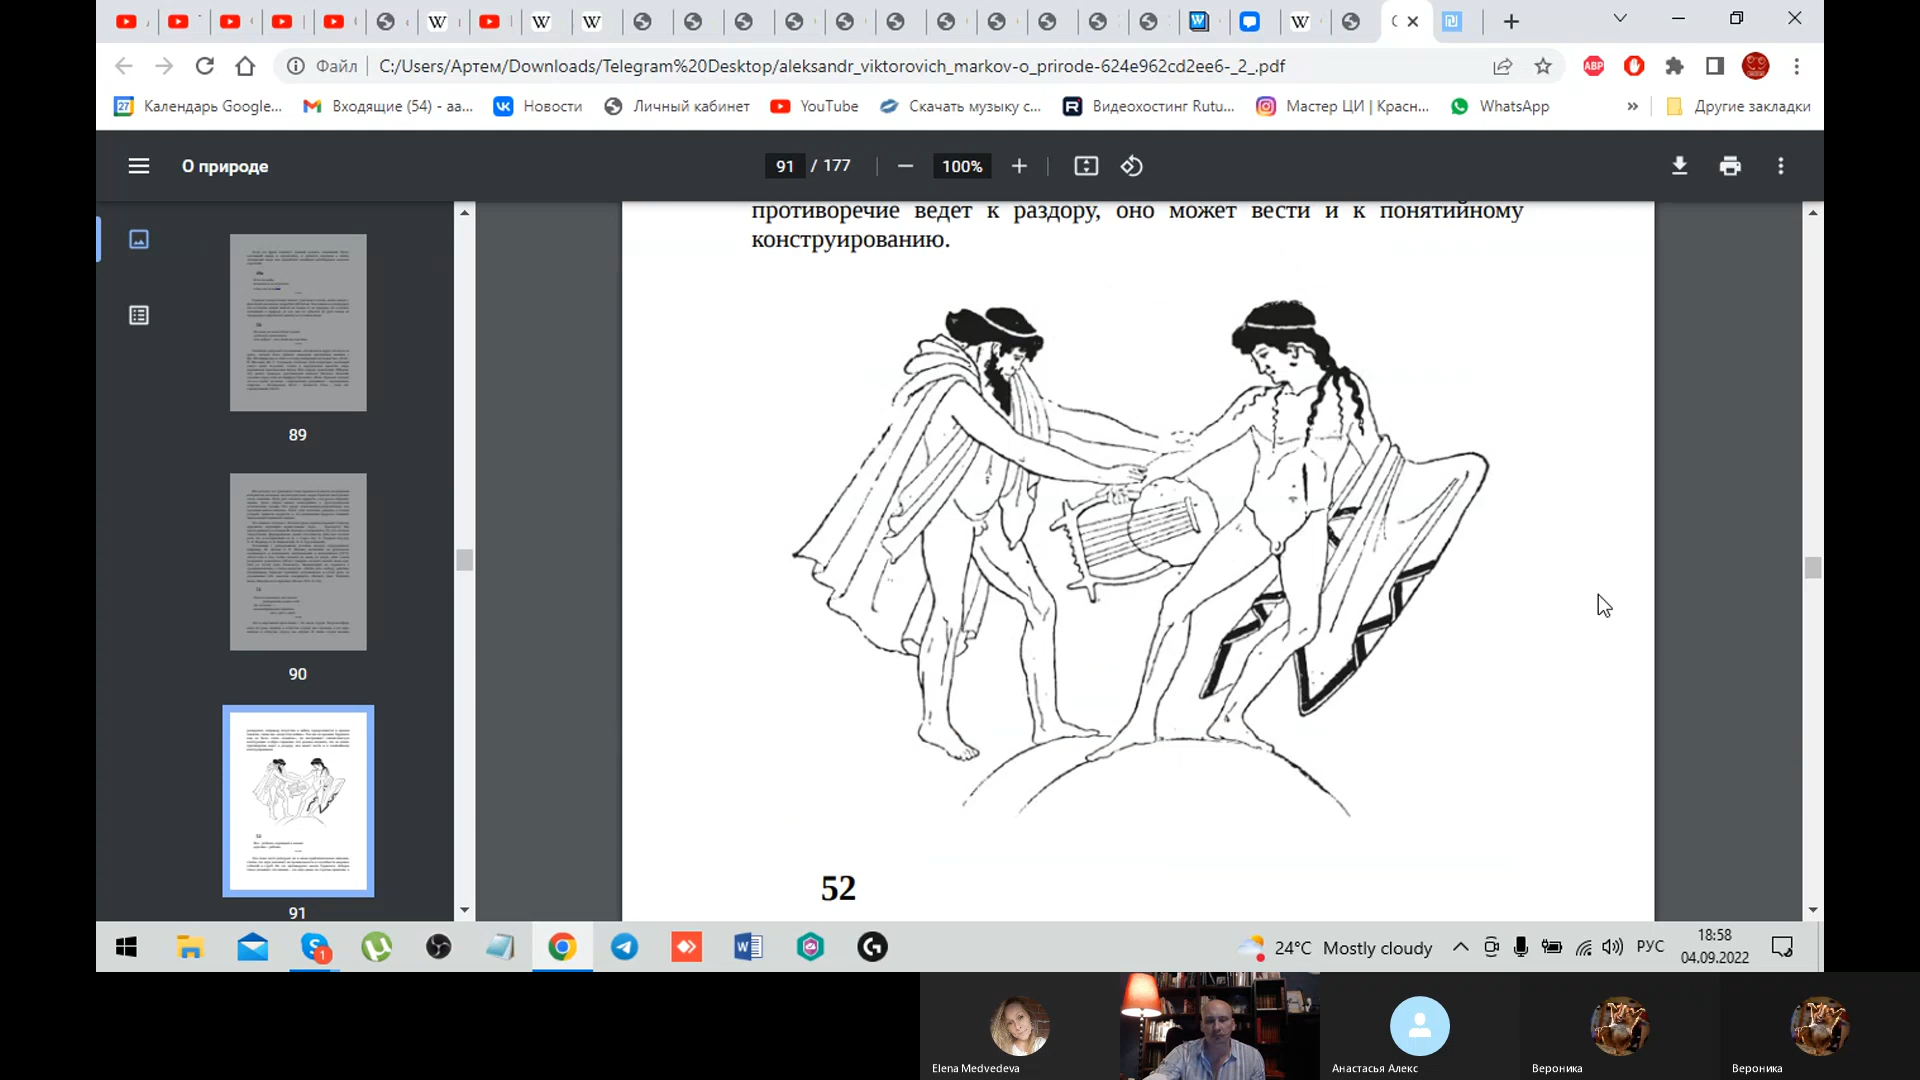 Файл
C:/Users/Артем/Downloads/Telegram%20Desktop/aleksandr_viktorovich_markov-o_prirode-624e962cd2ee6-_2_.pdf
ABP
27
Календарь Google...
Входящие (54) - aa...
Новости
Личный кабинет
YouTube
Скачать музыку с...
Видеохостинг Rutu...
Мастер ЦИ | Красн...
WhatsApp
»
Другие закладки
О природе
91 / 177
100%
противоречие ведет к раздору, оно может вести и к понятийному
конструированию.
89
90
91
52
24°C Mostly cloudy
РУС
18:58
04.09.2022
Elena Medvedeva
Анастасья Алекс
Вероника
Вероника